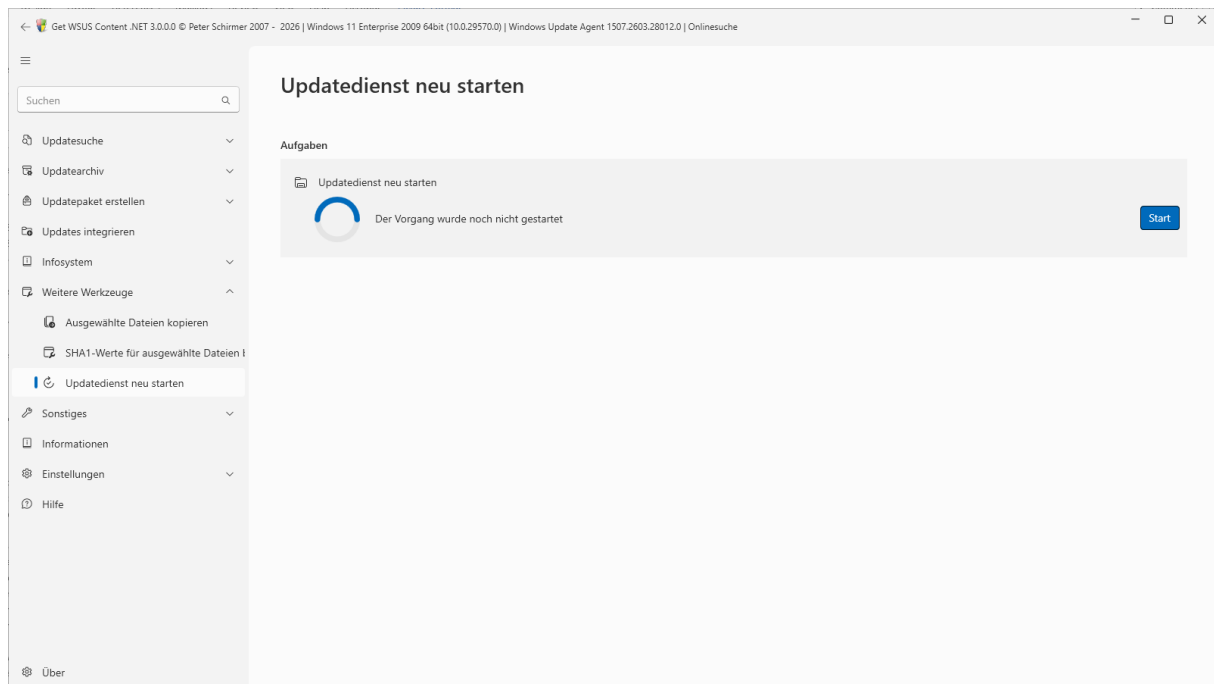 Get WSUS Content .NET 3.0.0.0 © Peter Schirmer 2007 - 2026 | Windows 11 Enterprise 2009 64bit (10.0.29570.0) | Windows Update Agent 1507.2603.28012.0 | Onlinesuche
Suchen
Updatesuche
Updatearchiv
Updatepaket erstellen
Updates integrieren
Infosystem
Weitere Werkzeuge
Ausgewählte Dateien kopieren
SHA1-Werte für ausgewählte Dateien
Updatedienst neu starten
Sonstiges
Informationen
Einstellungen
Hilfe
Über
Updatedienst neu starten
Aufgaben
Updatedienst neu starten
Der Vorgang wurde noch nicht gestartet
Start